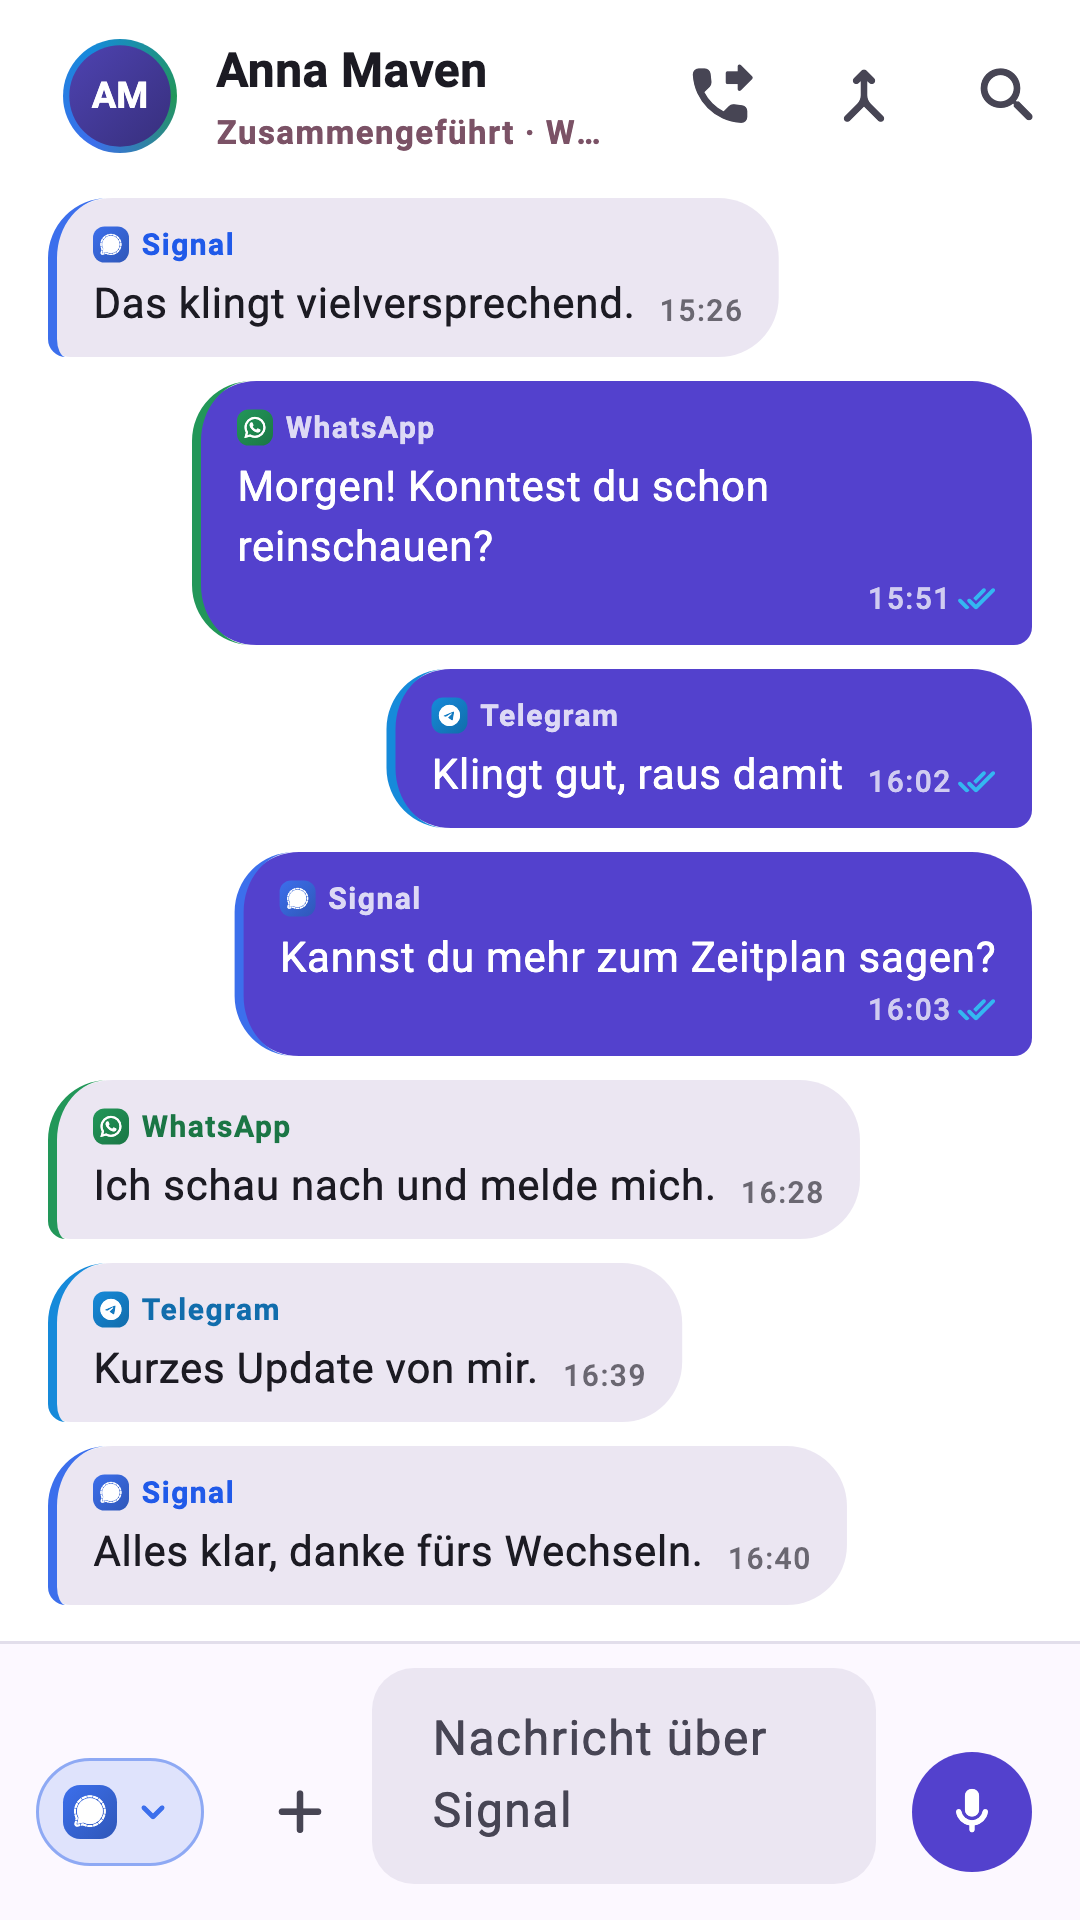 AM
Anna Maven
Zusammengeführt · W…
Signal
Das klingt vielversprechend. 15:26
WhatsApp
Morgen! Konntest du schon
reinschauen?
15:51
Telegram
Klingt gut, raus damit 16:02
Signal
Kannst du mehr zum Zeitplan sagen?
16:03
WhatsApp
Ich schau nach und melde mich. 16:28
Telegram
Kurzes Update von mir. 16:39
Signal
Alles klar, danke fürs Wechseln. 16:40
Nachricht über
Signal